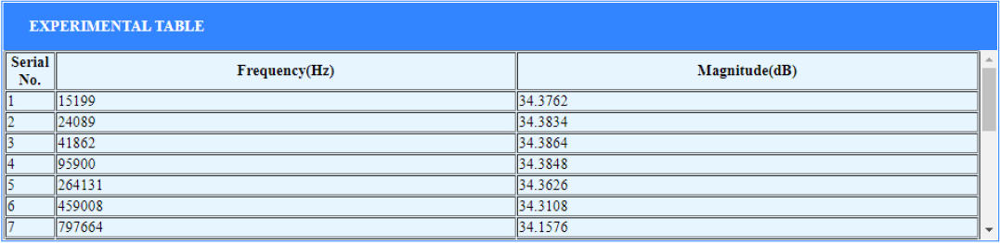 EXPERIMENTAL TABLE
Serial No. Frequency(Hz) Magnitude(dB)
1 15199 34.3762
2 24089 34.3834
3 41862 34.3864
4 95900 34.3848
5 264131 34.3626
6 459008 34.3108
7 797664 34.1576